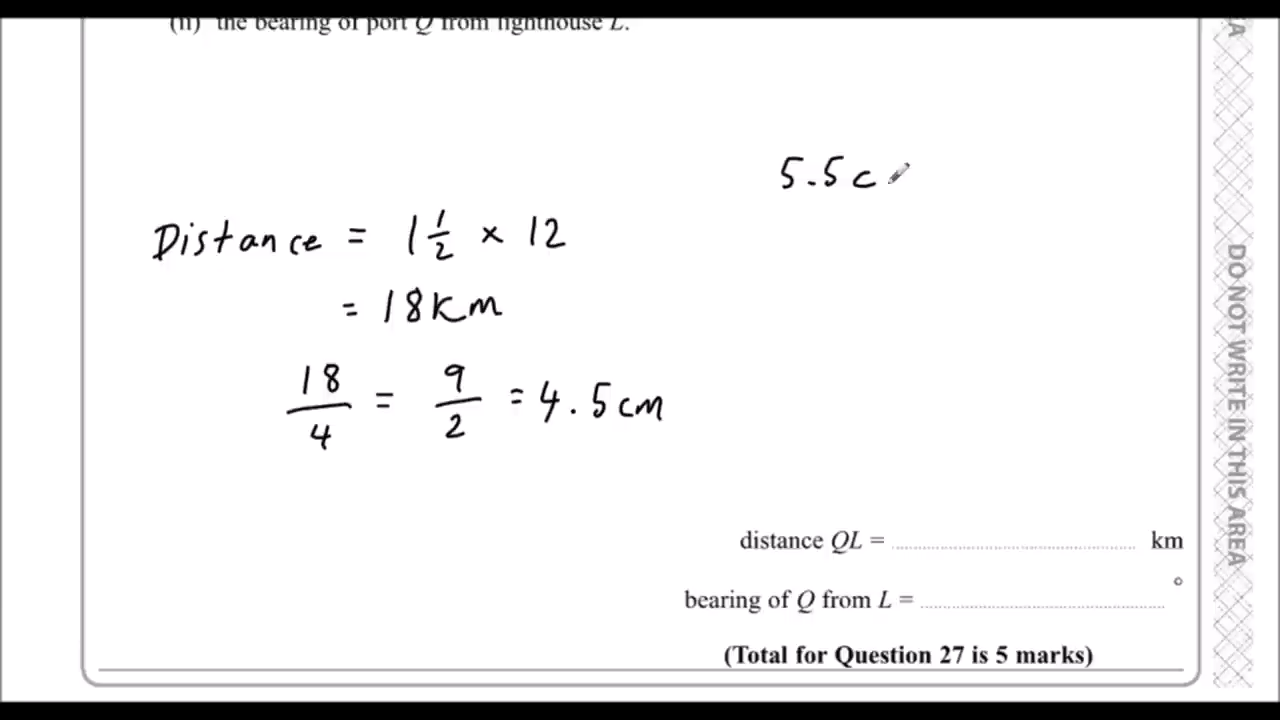 (ii) the bearing of port Q from lighthouse L.
5.5c
Distance = 1 1/2 × 12
= 18Km
18/4 = 9/2 = 4.5cm
distance QL = km
bearing of Q from L = °
(Total for Question 27 is 5 marks)
DO NOT WRITE IN THIS AREA